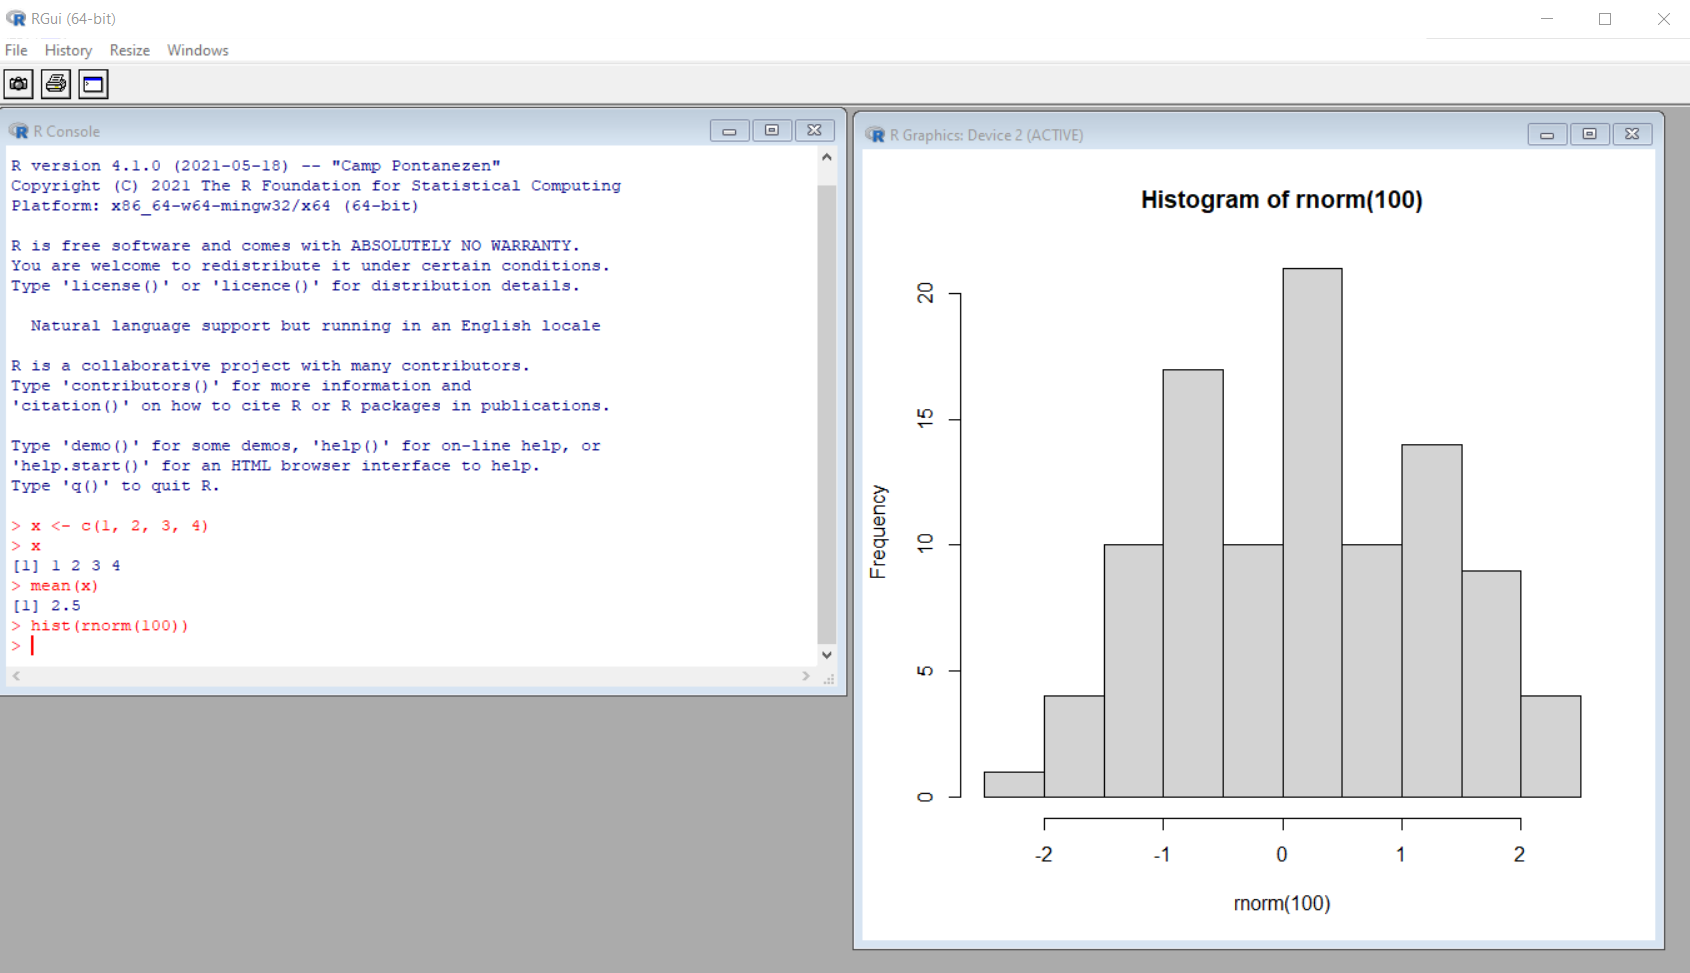 RGui (64-bit)
File History Resize Windows
R Console
R version 4.1.0 (2021-05-18) -- "Camp Pontanezen"
Copyright (C) 2021 The R Foundation for Statistical Computing
Platform: x86_64-w64-mingw32/x64 (64-bit)
R is free software and comes with ABSOLUTELY NO WARRANTY.
You are welcome to redistribute it under certain conditions.
Type 'license()' or 'licence()' for distribution details.
Natural language support but running in an English locale
R is a collaborative project with many contributors.
Type 'contributors()' for more information and
'citation()' on how to cite R or R packages in publications.
Type 'demo()' for some demos, 'help()' for on-line help, or
'help.start()' for an HTML browser interface to help.
Type 'q()' to quit R.
> x <- c(1, 2, 3, 4)
> x
[1] 1 2 3 4
> mean(x)
[1] 2.5
> hist(rnorm(100))
>
R Graphics: Device 2 (ACTIVE)
Histogram of rnorm(100)
Frequency
20
15
10
5
0
-2 -1 0 1 2
rnorm(100)